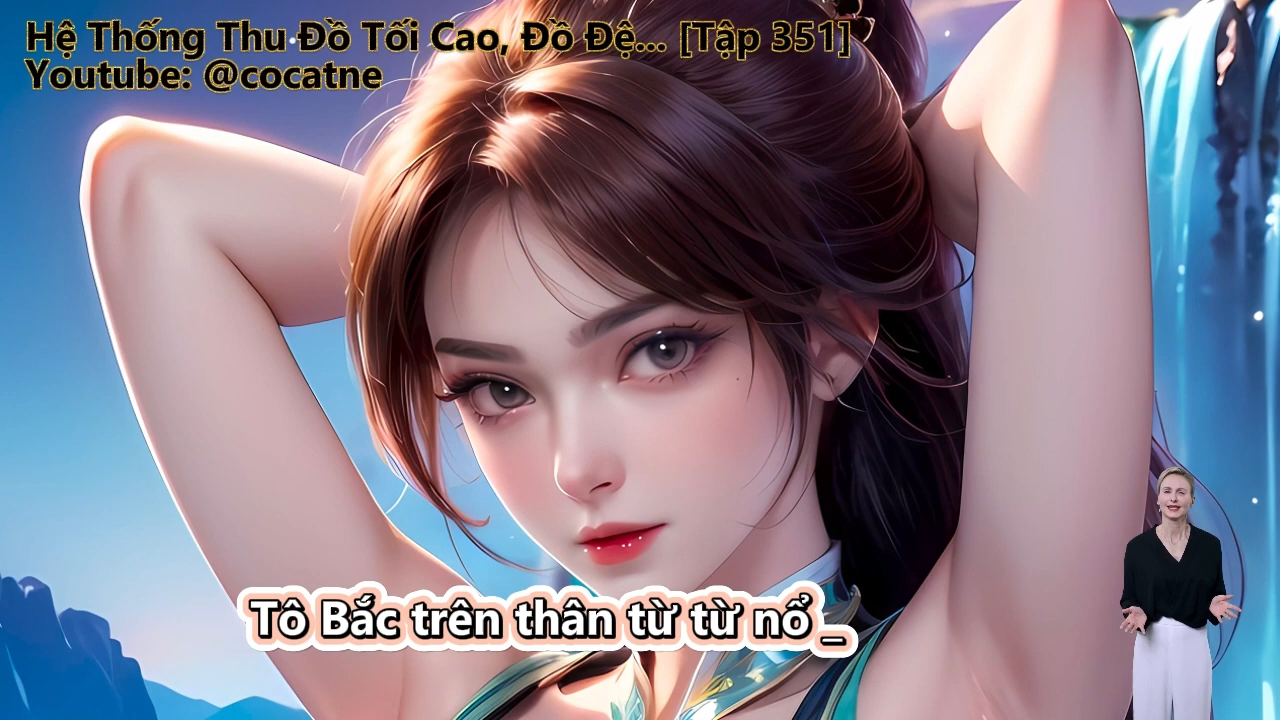 Hệ Thống Thu Đồ Tối Cao, Đồ Đệ... [Tập 351]
Youtube: @cocatne
Tô Bắc trên thân từ từ nổ _